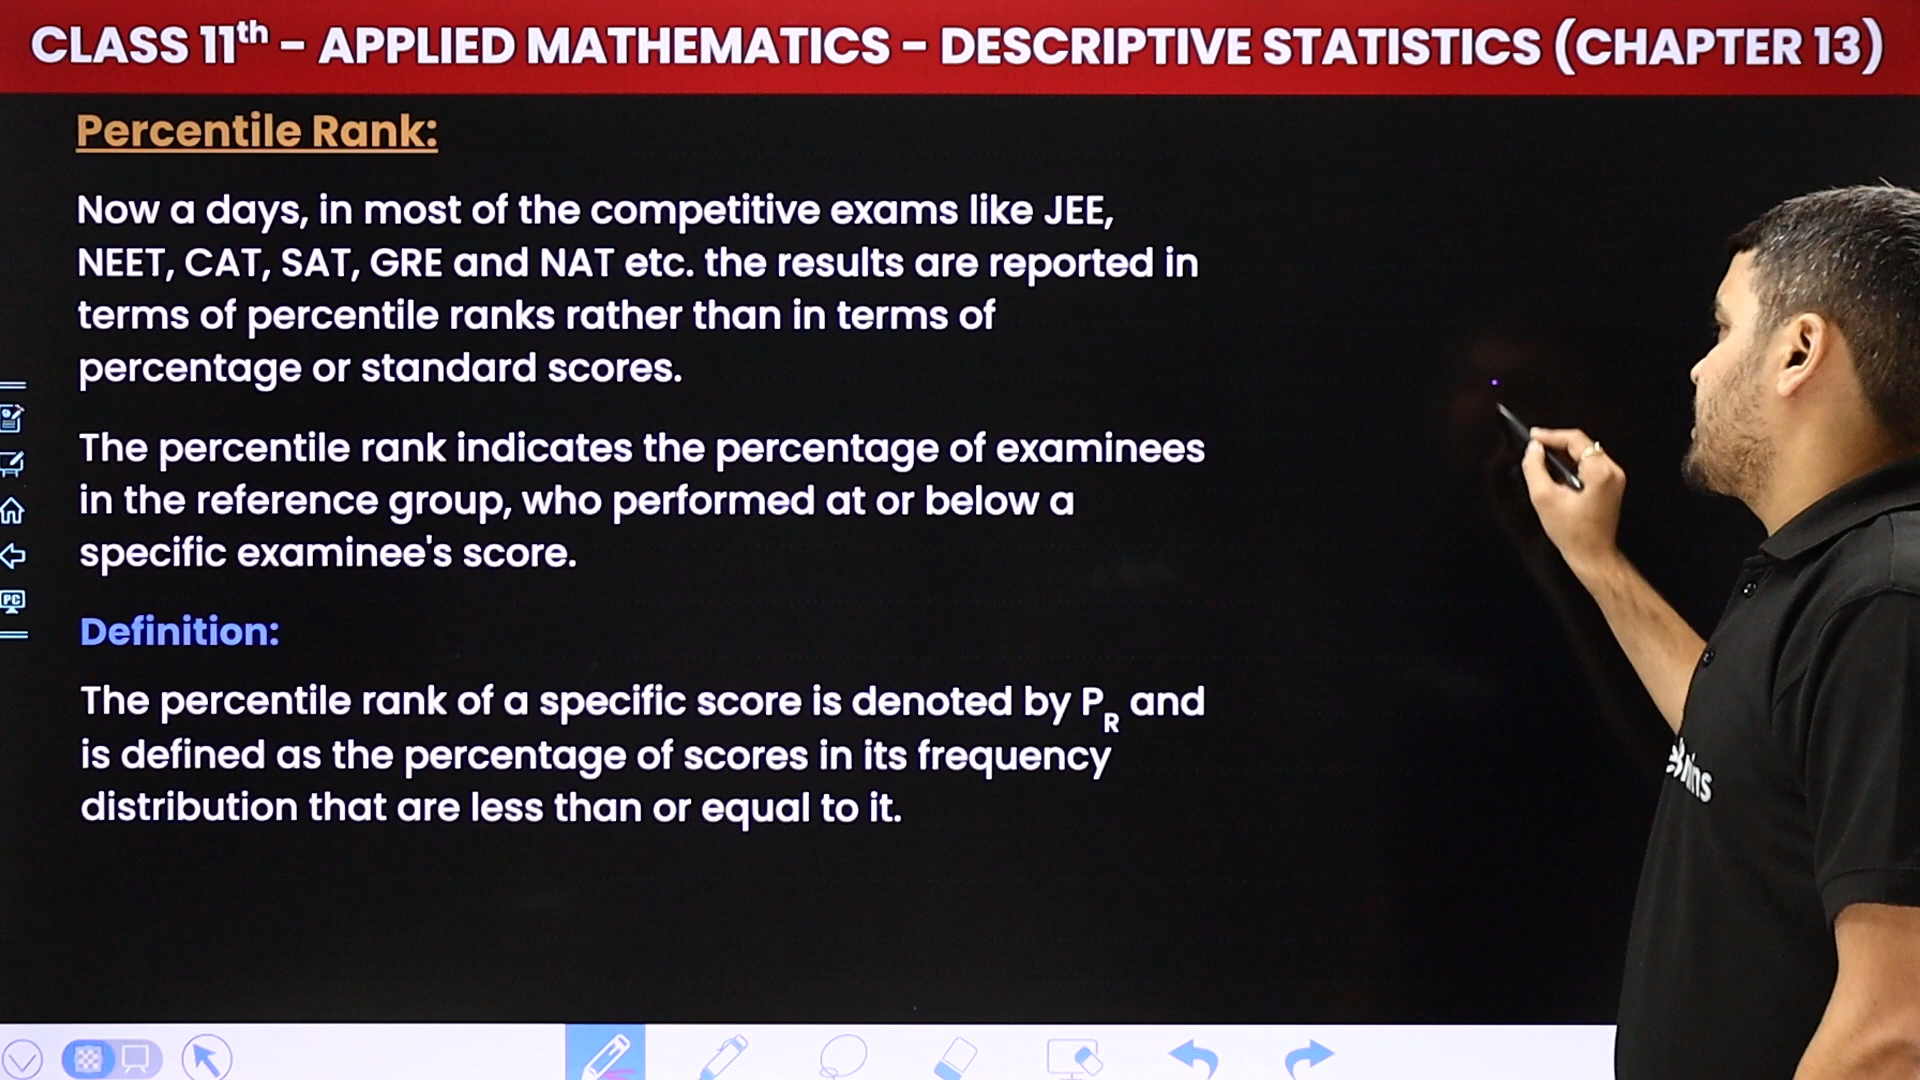 CLASS 11th - APPLIED MATHEMATICS - DESCRIPTIVE STATISTICS (CHAPTER 13)
Percentile Rank:
Now a days, in most of the competitive exams like JEE,
NEET, CAT, SAT, GRE and NAT etc. the results are reported in
terms of percentile ranks rather than in terms of
percentage or standard scores.
The percentile rank indicates the percentage of examinees
in the reference group, who performed at or below a
specific examinee's score.
Definition:
The percentile rank of a specific score is denoted by PR and
is defined as the percentage of scores in its frequency
distribution that are less than or equal to it.
PC